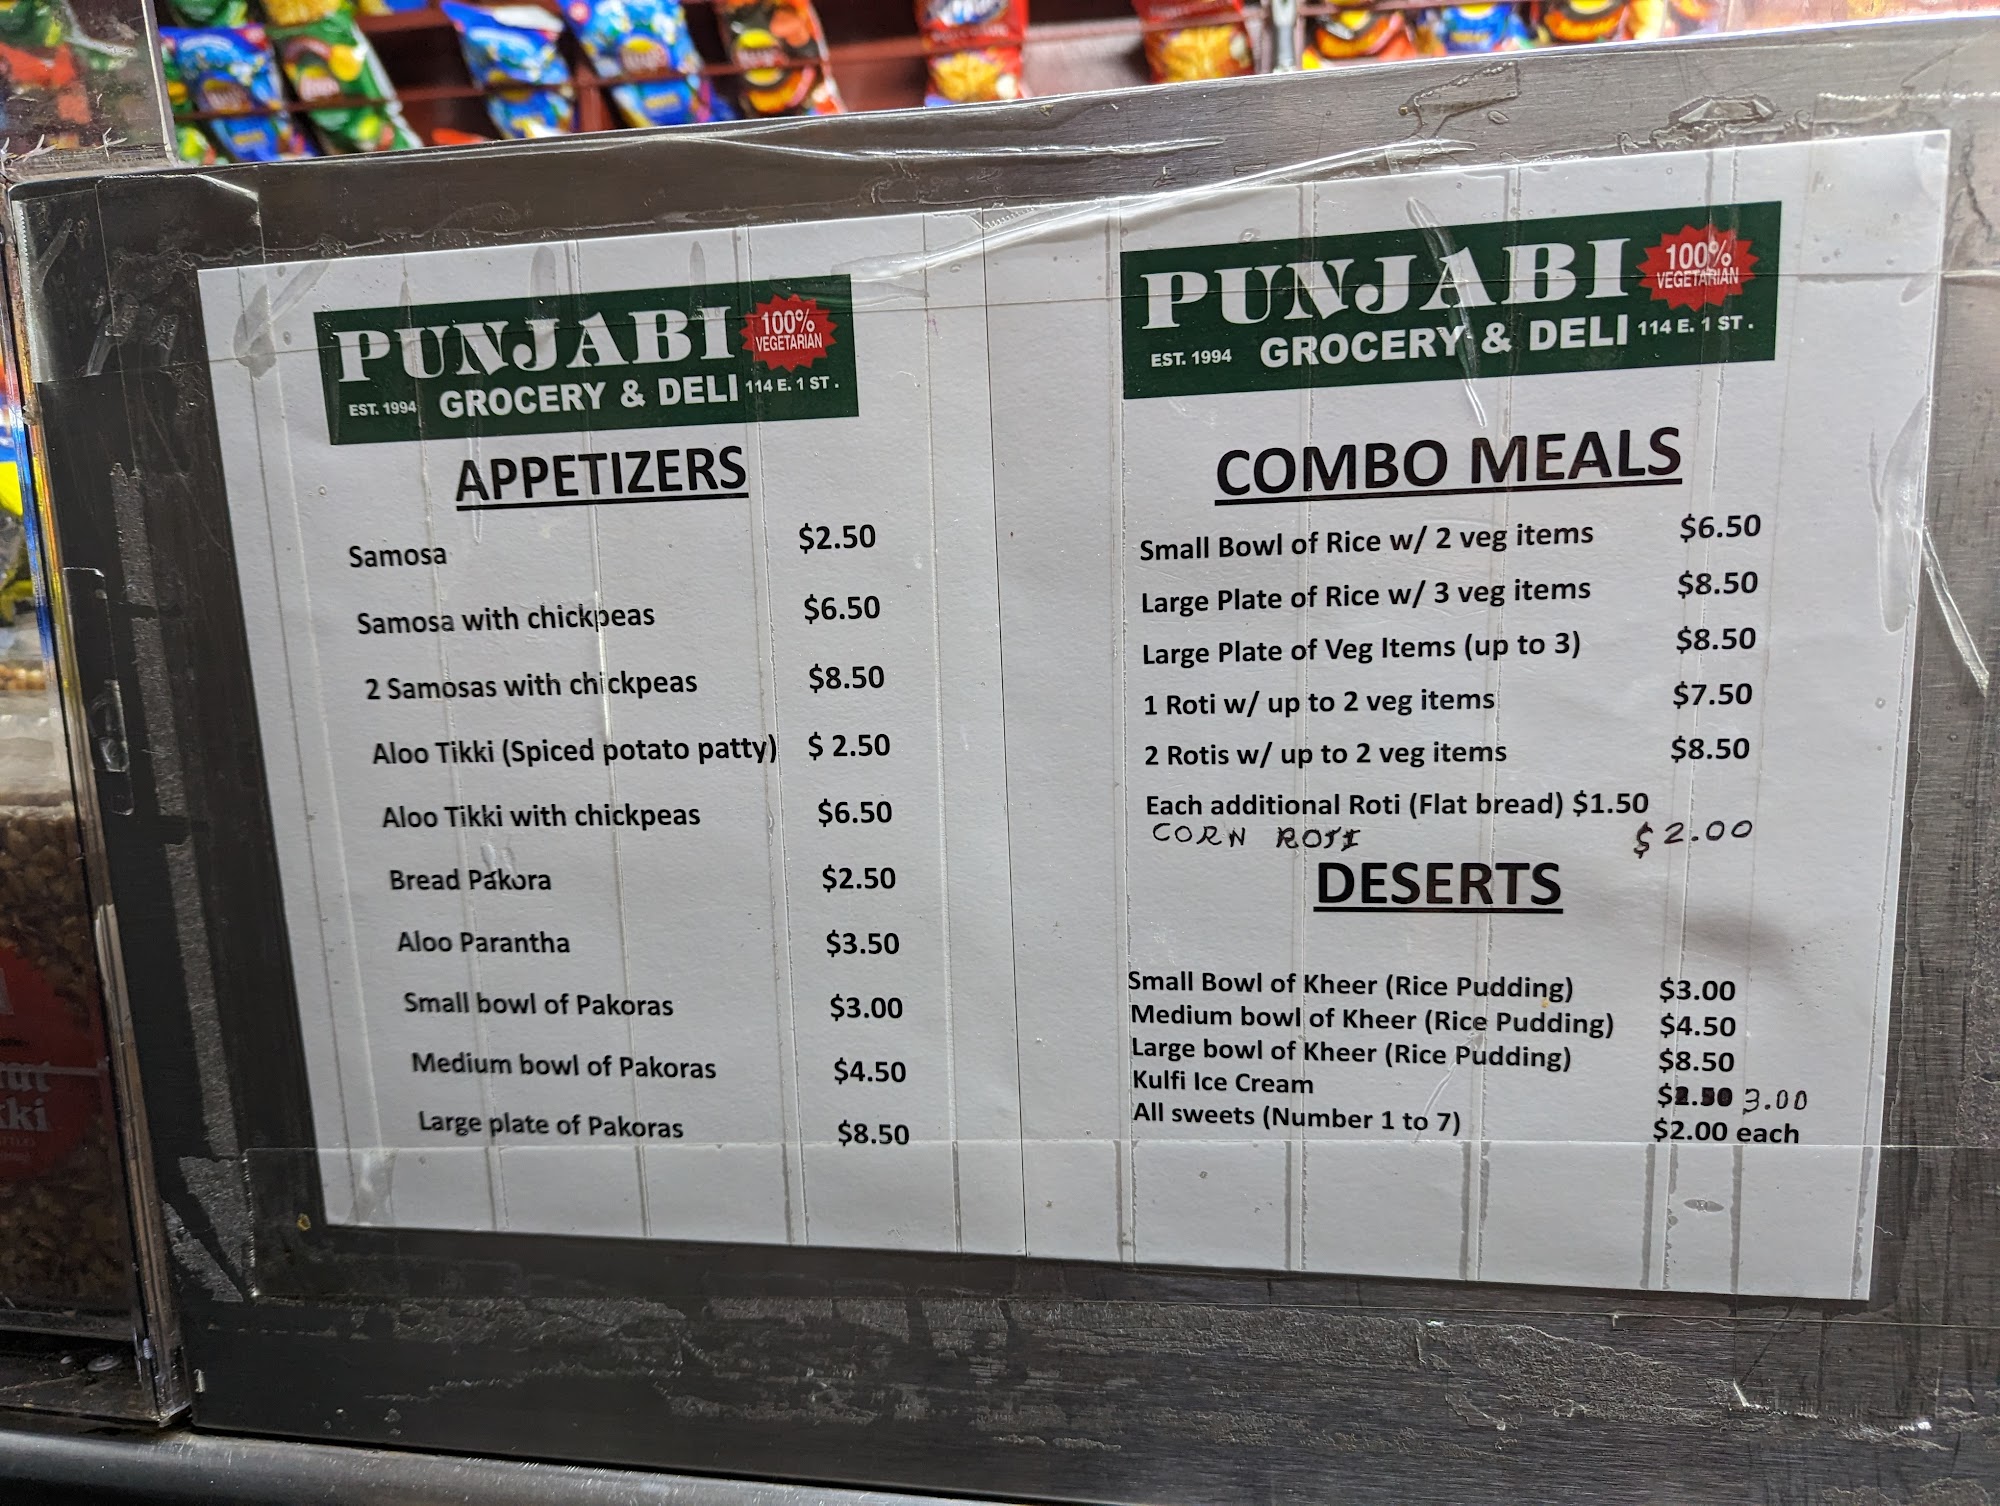 PUNJABI
100%
VEGETARIAN
EST. 1994 GROCERY & DELI 114 E. 1 ST.
APPETIZERS
Samosa $2.50
Samosa with chickpeas $6.50
2 Samosas with chickpeas $8.50
Aloo Tikki (Spiced potato patty) $ 2.50
Aloo Tikki with chickpeas $6.50
Bread Pakora $2.50
Aloo Parantha $3.50
Small bowl of Pakoras $3.00
Medium bowl of Pakoras $4.50
Large plate of Pakoras $8.50
PUNJABI
100%
VEGETARIAN
EST. 1994 GROCERY & DELI 114 E. 1 ST.
COMBO MEALS
Small Bowl of Rice w/ 2 veg items $6.50
Large Plate of Rice w/ 3 veg items $8.50
Large Plate of Veg Items (up to 3) $8.50
1 Roti w/ up to 2 veg items $7.50
2 Rotis w/ up to 2 veg items $8.50
Each additional Roti (Flat bread) $1.50
CORN ROTI $2.00
DESERTS
Small Bowl of Kheer (Rice Pudding) $3.00
Medium bowl of Kheer (Rice Pudding) $4.50
Large bowl of Kheer (Rice Pudding) $8.50
Kulfi Ice Cream $2.50 3.00
All sweets (Number 1 to 7) $2.00 each